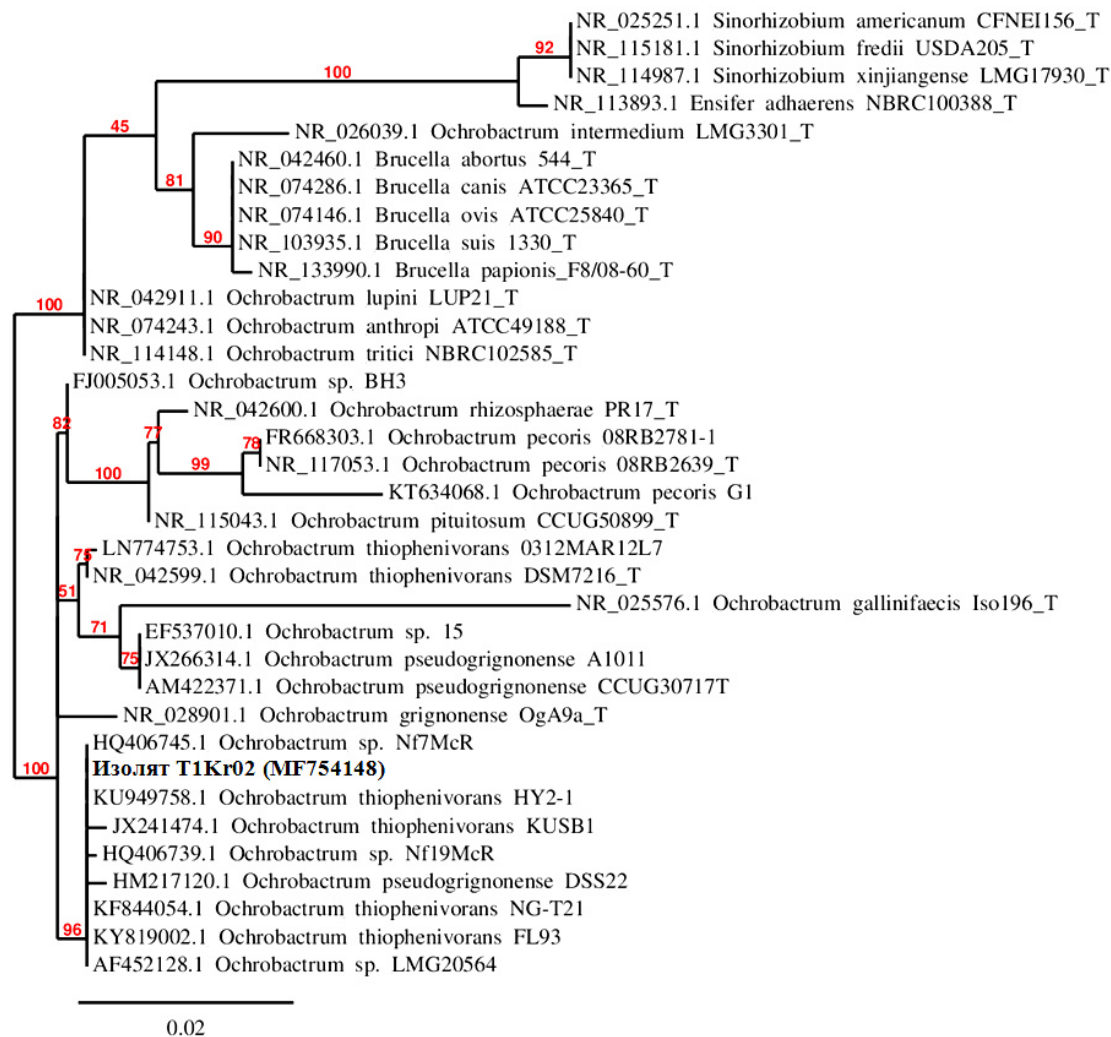 NR_025251.1 Sinorhizobium americanum CFNEI156_T
92
NR_115181.1 Sinorhizobium fredii USDA205_T
100
NR_114987.1 Sinorhizobium xinjiangense LMG17930_T
NR_113893.1 Ensifer adhaerens NBRC100388_T
45
NR_026039.1 Ochrobactrum intermedium LMG3301_T
NR_042460.1 Brucella abortus 544_T
81
NR_074286.1 Brucella canis ATCC23365_T
NR_074146.1 Brucella ovis ATCC25840_T
90
NR_103935.1 Brucella suis 1330_T
NR_133990.1 Brucella papionis_F8/08-60_T
100
NR_042911.1 Ochrobactrum lupini LUP21_T
NR_074243.1 Ochrobactrum anthropi ATCC49188_T
NR_114148.1 Ochrobactrum tritici NBRC102585_T
FJ005053.1 Ochrobactrum sp. BH3
82
NR_042600.1 Ochrobactrum rhizosphaerae PR17_T
77
78
FR668303.1 Ochrobactrum pecoris 08RB2781-1
100
99
NR_117053.1 Ochrobactrum pecoris 08RB2639_T
KT634068.1 Ochrobactrum pecoris G1
NR_115043.1 Ochrobactrum pituitosum CCUG50899_T
75
LN774753.1 Ochrobactrum thiophenivorans 0312MAR12L7
NR_042599.1 Ochrobactrum thiophenivorans DSM7216_T
51
NR_025576.1 Ochrobactrum gallinifaecis Iso196_T
71
EF537010.1 Ochrobactrum sp. 15
75
JX266314.1 Ochrobactrum pseudogrignonense A1011
AM422371.1 Ochrobactrum pseudogrignonense CCUG30717T
NR_028901.1 Ochrobactrum grignonense OgA9a_T
HQ406745.1 Ochrobactrum sp. Nf7McR
100
Изолят T1Kr02 (MF754148)
KU949758.1 Ochrobactrum thiophenivorans HY2-1
JX241474.1 Ochrobactrum thiophenivorans KUSB1
HQ406739.1 Ochrobactrum sp. Nf19McR
HM217120.1 Ochrobactrum pseudogrignonense DSS22
KF844054.1 Ochrobactrum thiophenivorans NG-T21
96
KY819002.1 Ochrobactrum thiophenivorans FL93
AF452128.1 Ochrobactrum sp. LMG20564
0.02